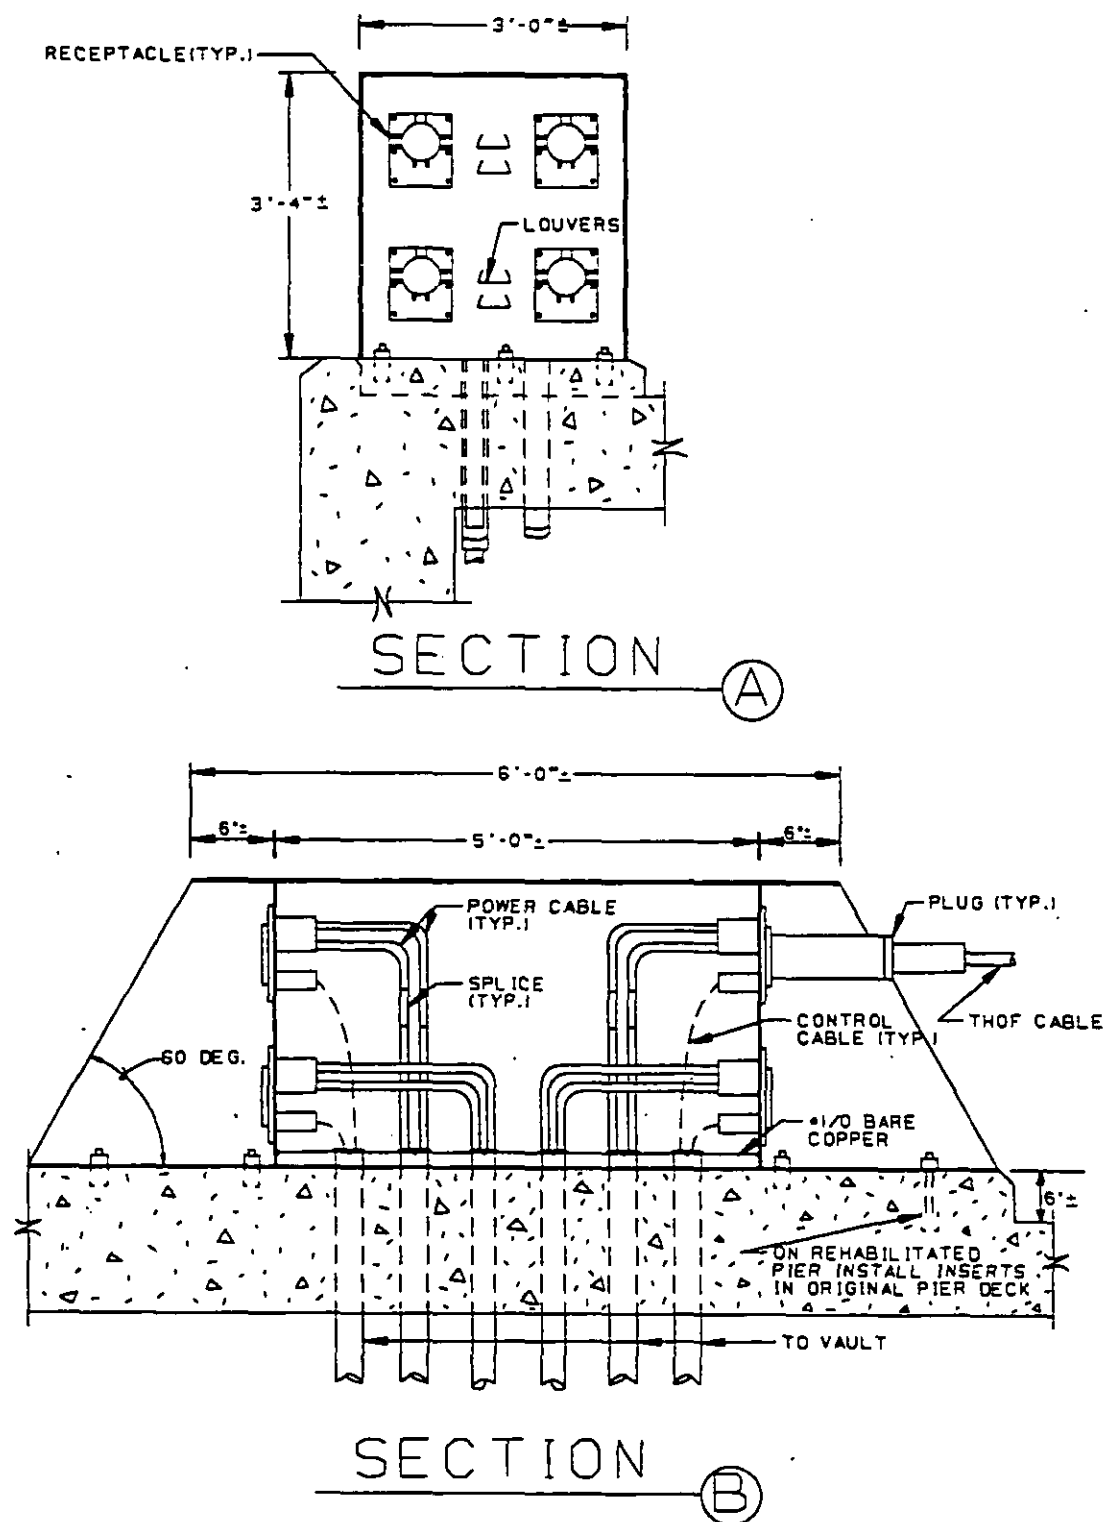 3'-0"±
RECEPTACLE(TYP.)
3'-4"±
LOUVERS
SECTION
A
6'-0"±
6"±
5'-0"±
6"±
POWER CABLE
(TYP.)
PLUG (TYP.)
SPLICE
(TYP.)
CONTROL
CABLE (TYP.)
THOF CABLE
60 DEG.
#1/0 BARE
COPPER
6"±
ON REHABILITATED
PIER INSTALL INSERTS
IN ORIGINAL PIER DECK
TO VAULT
SECTION
B